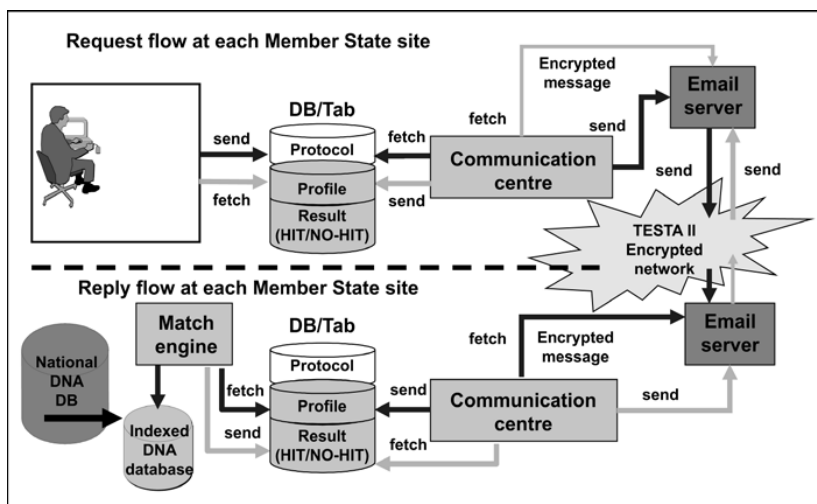 Request flow at each Member State site
DB/Tab
Protocol
Profile
Result
(HIT/NO-HIT)
send
fetch
fetch
send
Communication
centre
fetch
Encrypted
message
send
Email
server
send
send
TESTA II
Encrypted
network
Reply flow at each Member State site
National
DNA
DB
Match
engine
Indexed
DNA
database
DB/Tab
Protocol
Profile
Result
(HIT/NO-HIT)
fetch
send
send
fetch
Communication
centre
fetch
Encrypted
message
send
Email
server